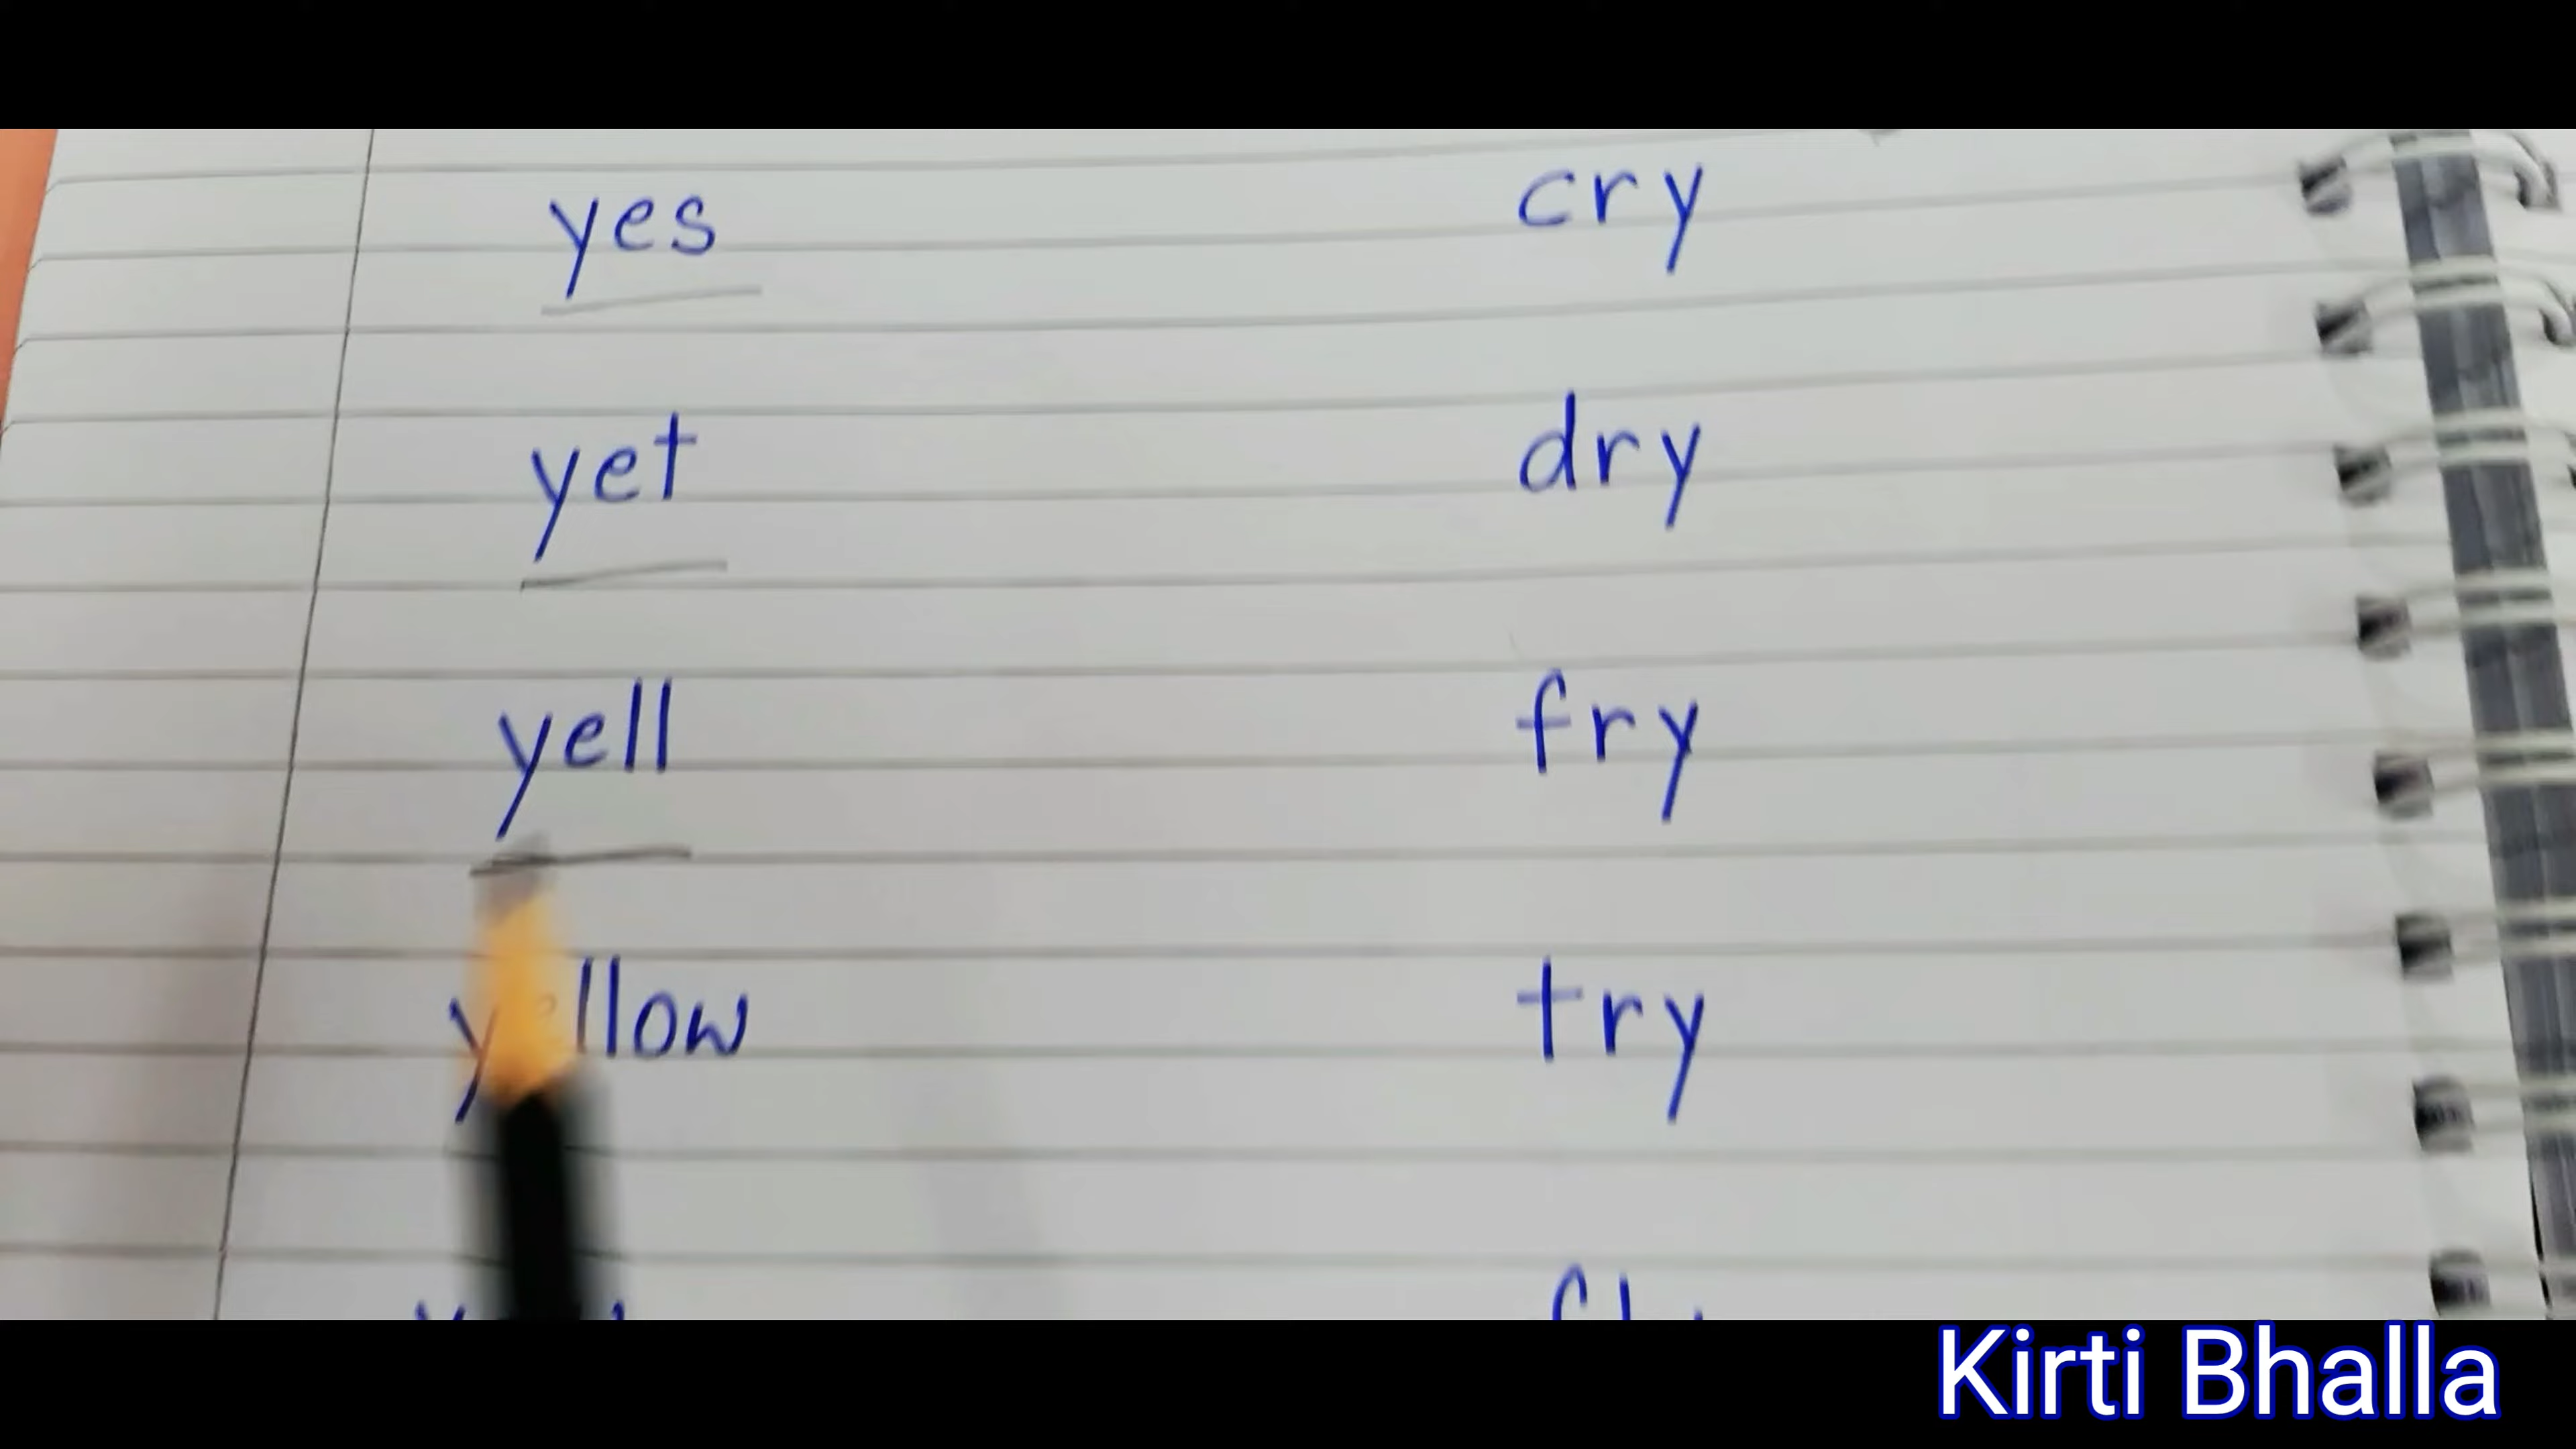 yes cry
yet dry
yell fry
yellow try
Kirti Bhalla